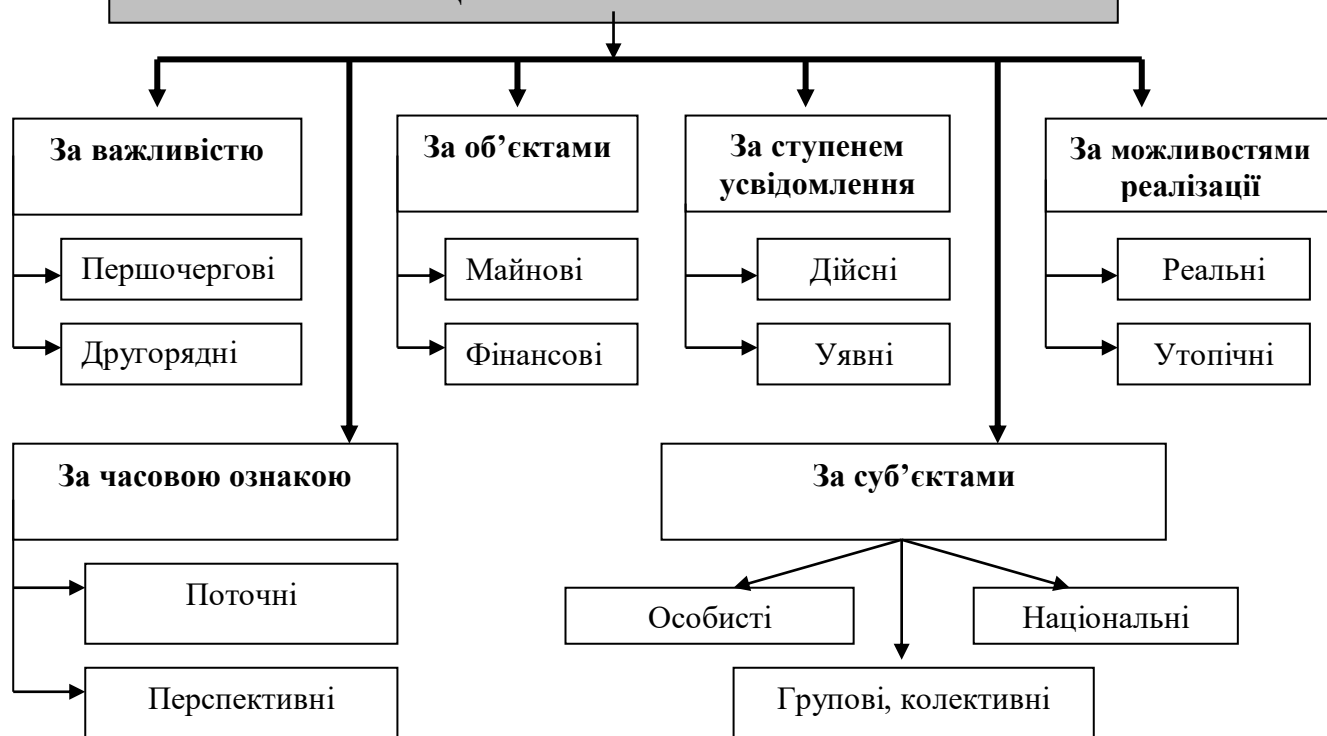 За важливістю
Першочергові
Другорядні
За об’єктами
Майнові
Фінансові
За ступенем
усвідомлення
Дійсні
Уявні
За можливостями
реалізації
Реальні
Утопічні
За часовою ознакою
Поточні
Перспективні
За суб’єктами
Особисті
Національні
Групові, колективні